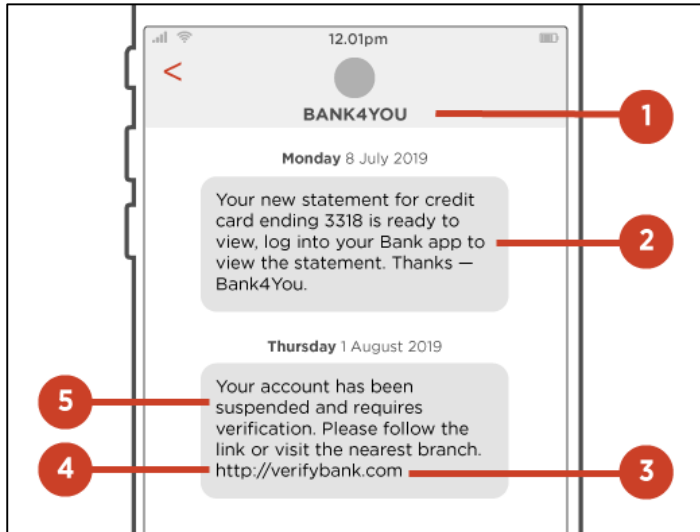 12.01pm
<
BANK4YOU
1
Monday 8 July 2019
Your new statement for credit
card ending 3318 is ready to
view, log into your Bank app to
view the statement. Thanks —
Bank4You.
2
Thursday 1 August 2019
5
Your account has been
suspended and requires
verification. Please follow the
link or visit the nearest branch.
4
http://verifybank.com
3